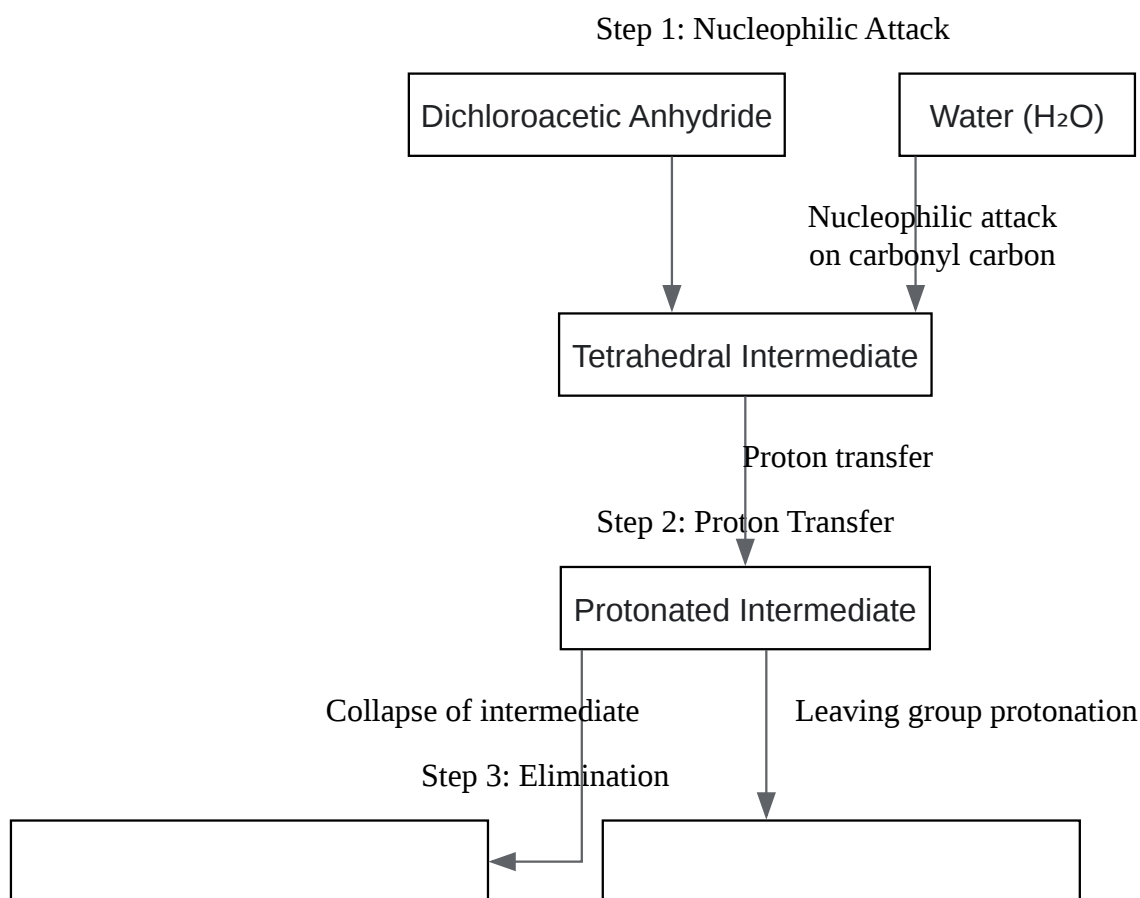 Step 1: Nucleophilic Attack
Dichloroacetic Anhydride
Water (H₂O)
Nucleophilic attack
on carbonyl carbon
Tetrahedral Intermediate
Proton transfer
Step 2: Proton Transfer
Protonated Intermediate
Collapse of intermediate
Leaving group protonation
Step 3: Elimination